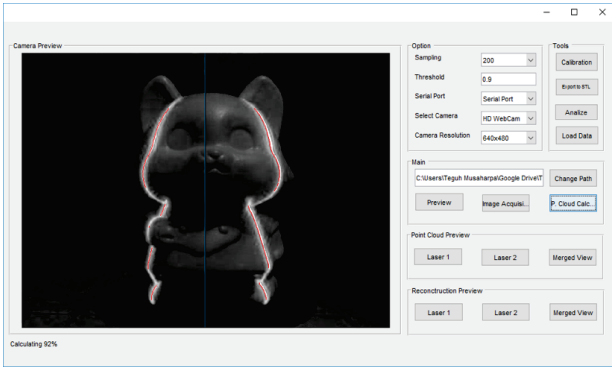 Camera Preview
Calculating 92%
Option
Sampling 200
Threshold 0.9
Serial Port Serial Port
Select Camera HD WebCam
Camera Resolution 640x480
Tools
Calibration
Export to STL
Analize
Load Data
Main
C:\Users\Teguh Musaharpa\Google Drive\T Change Path
Preview Image Acquisi... P. Cloud Calc...
Point Cloud Preview
Laser 1 Laser 2 Merged View
Reconstruction Preview
Laser 1 Laser 2 Merged View